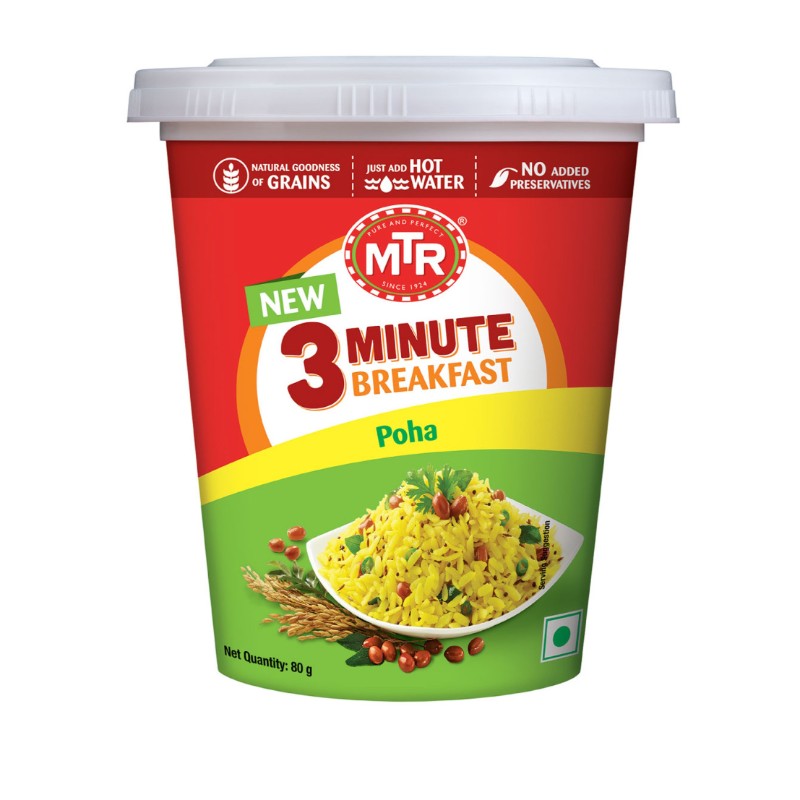 NATURAL GOODNESS
OF GRAINS
JUST ADD HOT
WATER
NO ADDED
PRESERVATIVES
PURE AND PERFECT
MTR
®
SINCE 1924
NEW
3 MINUTE
BREAKFAST
Poha
Serving Suggestion
Net Quantity: 80 g